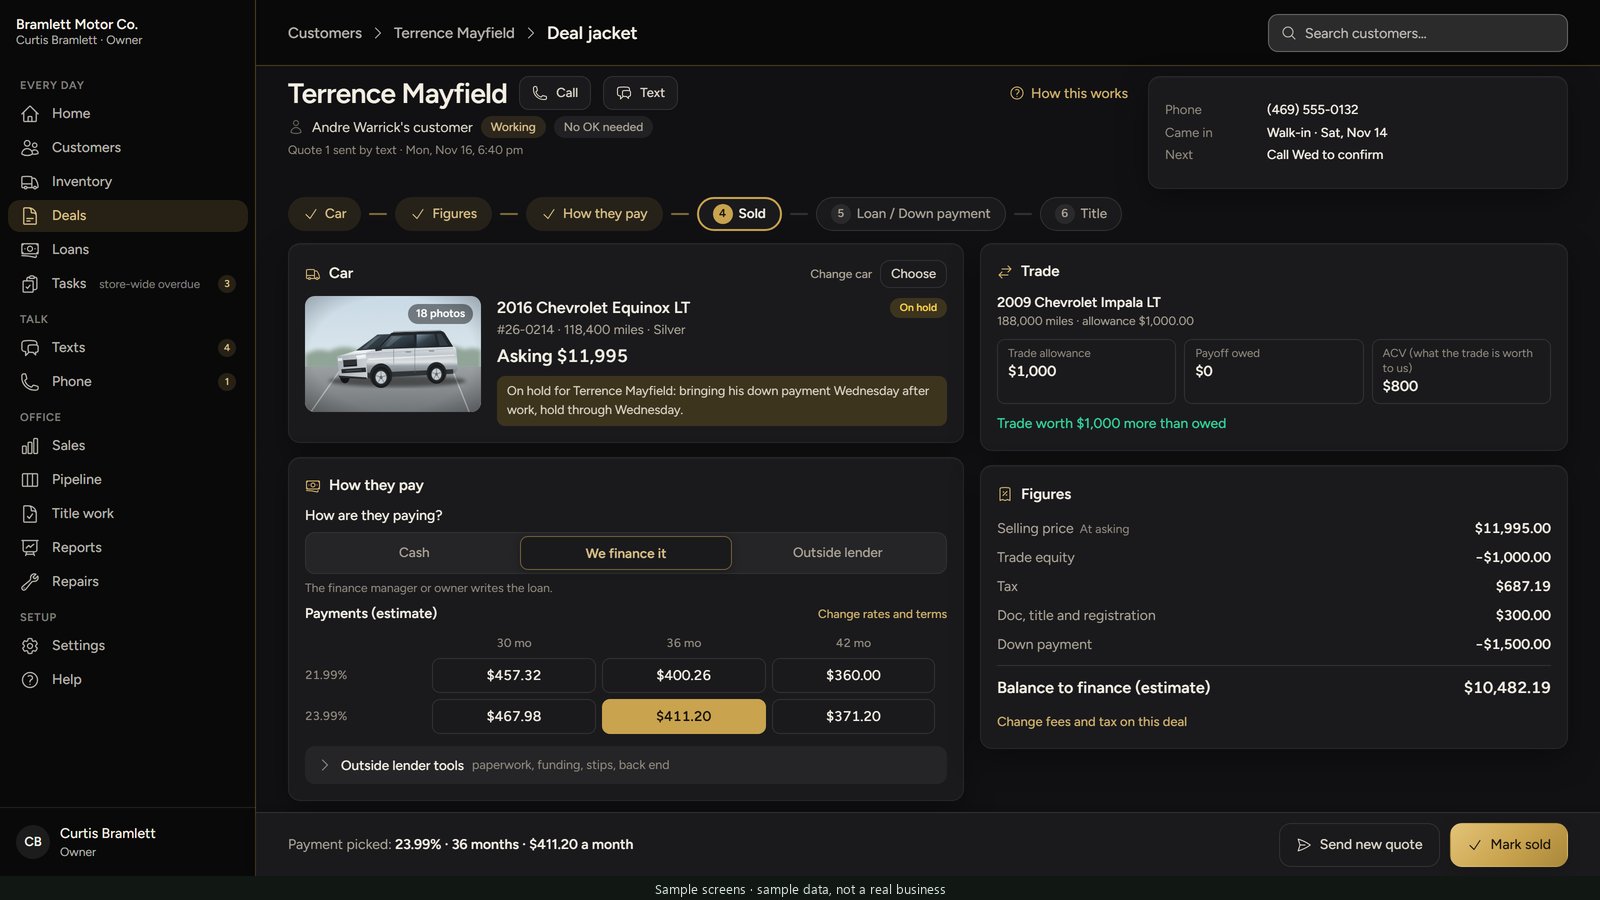 Bramlett Motor Co.
Curtis Bramlett · Owner
EVERY DAY
Home
Customers
Inventory
Deals
Loans
Tasks store-wide overdue 3
TALK
Texts 4
Phone 1
OFFICE
Sales
Pipeline
Title work
Reports
Repairs
SETUP
Settings
Help
CB
Curtis Bramlett
Owner
Customers > Terrence Mayfield > Deal jacket
Search customers...
Terrence Mayfield
Call
Text
How this works
Andre Warrick's customer
Working
No OK needed
Quote 1 sent by text · Mon, Nov 16, 6:40 pm
Phone (469) 555-0132
Came in Walk-in · Sat, Nov 14
Next Call Wed to confirm
Car
Figures
How they pay
4 Sold
5 Loan / Down payment
6 Title
Car
Change car
Choose
18 photos
2016 Chevrolet Equinox LT
On hold
#26-0214 · 118,400 miles · Silver
Asking $11,995
On hold for Terrence Mayfield: bringing his down payment Wednesday after
work, hold through Wednesday.
How they pay
How are they paying?
Cash
We finance it
Outside lender
The finance manager or owner writes the loan.
Payments (estimate)
Change rates and terms
30 mo 36 mo 42 mo
21.99% $457.32 $400.26 $360.00
23.99% $467.98 $411.20 $371.20
Outside lender tools paperwork, funding, stips, back end
Trade
2009 Chevrolet Impala LT
188,000 miles · allowance $1,000.00
Trade allowance
$1,000
Payoff owed
$0
ACV (what the trade is worth
to us)
$800
Trade worth $1,000 more than owed
Figures
Selling price At asking $11,995.00
Trade equity −$1,000.00
Tax $687.19
Doc, title and registration $300.00
Down payment −$1,500.00
Balance to finance (estimate) $10,482.19
Change fees and tax on this deal
Payment picked: 23.99% · 36 months · $411.20 a month
Send new quote
Mark sold
Sample screens · sample data, not a real business